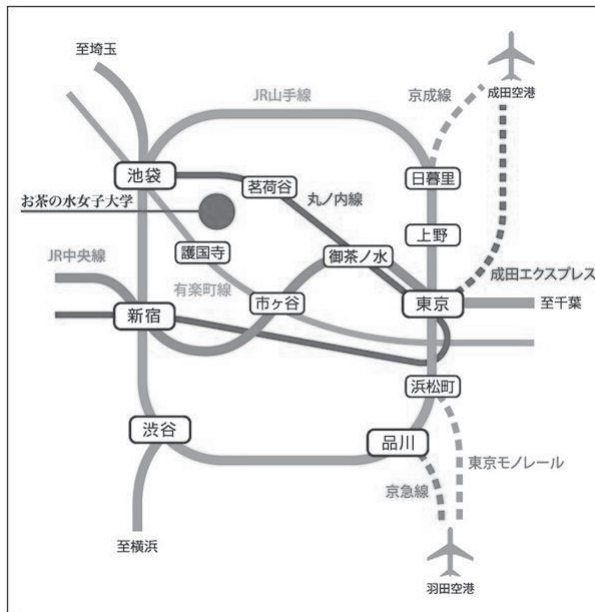 至埼玉
JR山手線
京成線
成田空港
池袋
茗荷谷
日暮里
お茶の水女子大学
丸ノ内線
上野
護国寺
御茶ノ水
JR中央線
成田エクスプレス
有楽町線
市ヶ谷
東京
至千葉
新宿
浜松町
渋谷
品川
東京モノレール
京急線
至横浜
羽田空港